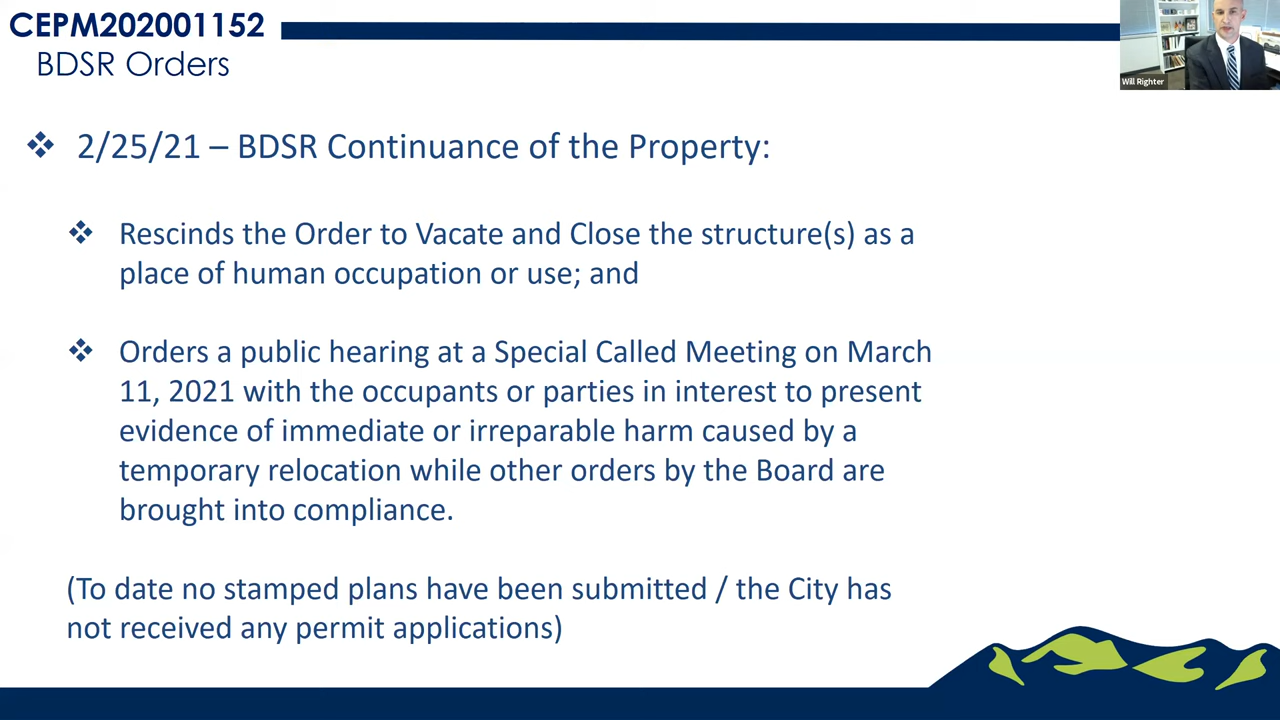 CEPM202001152
BDSR Orders
Will Righter
❖ 2/25/21 – BDSR Continuance of the Property:
❖ Rescinds the Order to Vacate and Close the structure(s) as a
place of human occupation or use; and
❖ Orders a public hearing at a Special Called Meeting on March
11, 2021 with the occupants or parties in interest to present
evidence of immediate or irreparable harm caused by a
temporary relocation while other orders by the Board are
brought into compliance.
(To date no stamped plans have been submitted / the City has
not received any permit applications)